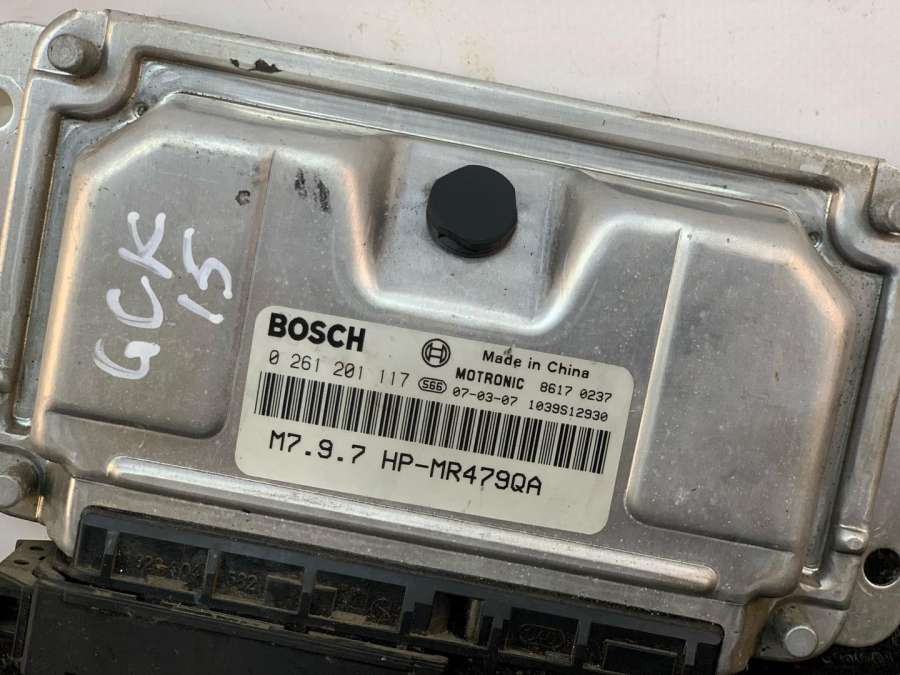 GCK
15
BOSCH
Made in China
0 261 201 117
S66
MOTRONIC 8617 0237
07-03-07 1039S12930
M7.9.7 HP-MR479QA